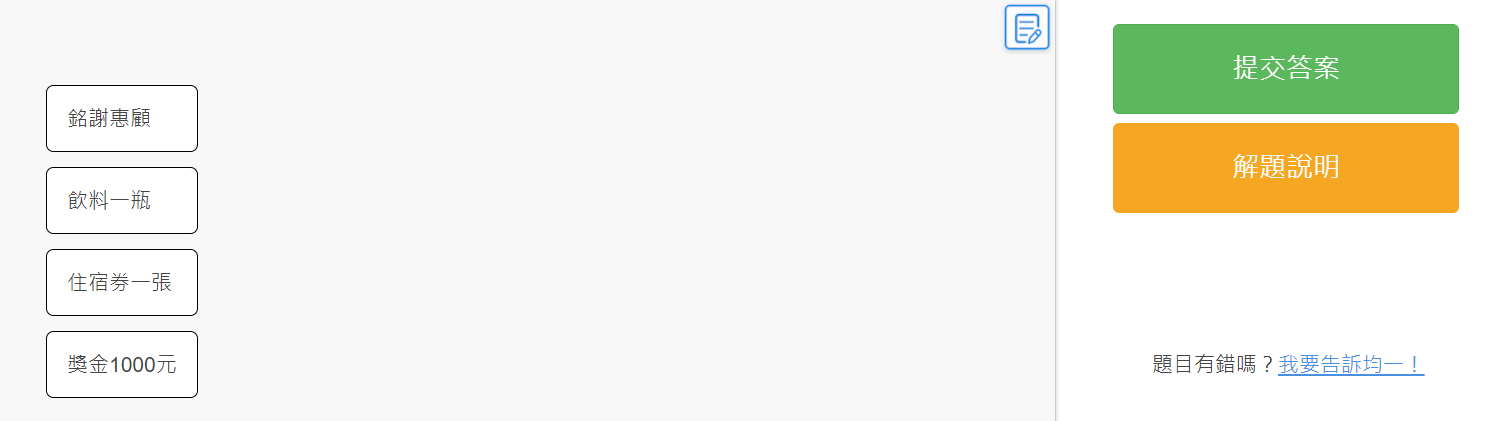 銘謝惠顧
飲料一瓶
住宿券一張
獎金1000元
提交答案
解題說明
題目有錯嗎？我要告訴均一！